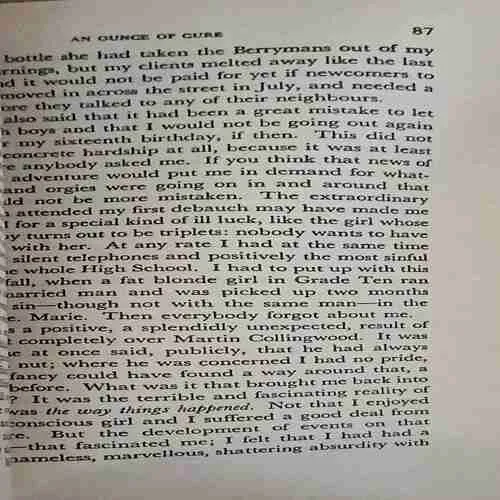 AN OUNCE OF CURE 87
bottle she had taken the Berrymans out of my
rnings, but my clients melted away like the last
nd it would not be paid for yet if newcomers to
moved in across the street in July, and needed a
ore they talked to any of their neighbours.
also said that it had been a great mistake to let
h boys and that I would not be going out again
r my sixteenth birthday, if then. This did not
concrete hardship at all, because it was at least
e anybody asked me. If you think that news of
adventure would put me in demand for what-
and orgies were going on in and around that
ld not be more mistaken. The extraordinary
attended my first debauch may have made me
l for a special kind of ill luck, like the girl whose
by turns out to be triplets: nobody wants to have
with her. At any rate I had at the same time
silent telephones and positively the most sinful
e whole High School. I had to put up with this
fall, when a fat blonde girl in Grade Ten ran
married man and was picked up two months
sin—though not with the same man—in the
e. Marie. Then everybody forgot about me.
s a positive, a splendidly unexpected, result of
t completely over Martin Collingwood. It was
e at once said, publicly, that he had always
nut; where he was concerned I had no pride,
fancy could have found a way around that, a
before. What was it that brought me back into
? It was the terrible and fascinating reality of
was the way things happened. Not that I enjoyed
conscious girl and I suffered a good deal from
re. But the development of events on that
—that fascinated me; I felt that I had had a
nameless, marvellous, shattering absurdity with